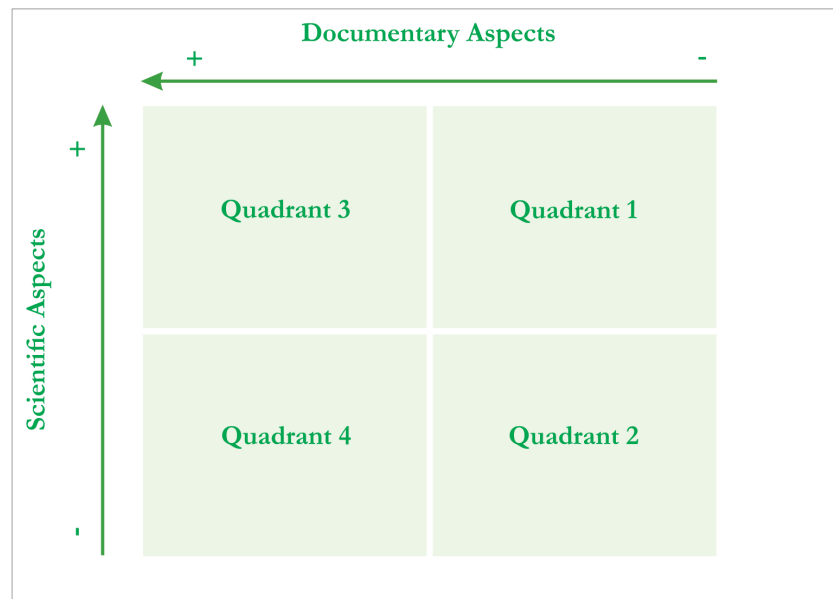 Documentary Aspects
+ -
+
Quadrant 3 Quadrant 1
Scientific Aspects
Quadrant 4 Quadrant 2
-